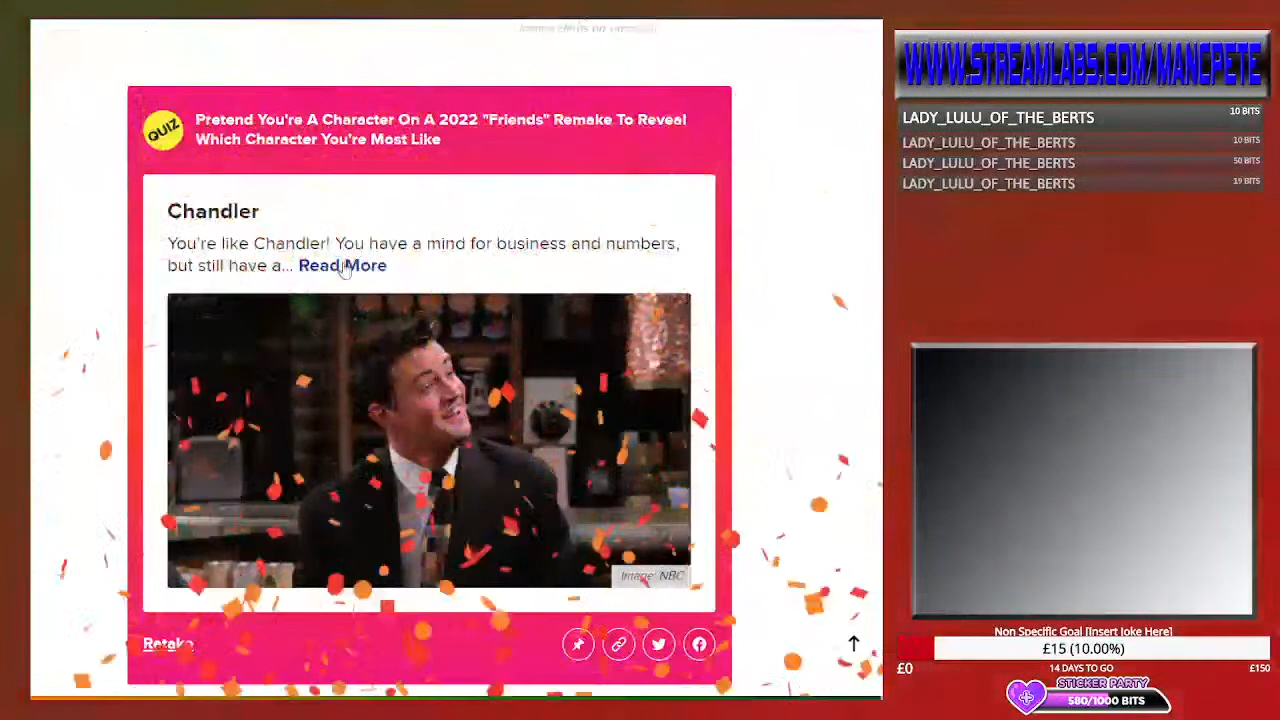 QUIZ
Pretend You're A Character On A 2022 "Friends" Remake To Reveal
Which Character You're Most Like
Chandler
You're like Chandler! You have a mind for business and numbers,
but still have a... Read More
Image: NBC
Retake
WWW.STREAMLABS.COM/MANCPETE
LADY_LULU_OF_THE_BERTS 10 BITS
LADY_LULU_OF_THE_BERTS 10 BITS
LADY_LULU_OF_THE_BERTS 50 BITS
LADY_LULU_OF_THE_BERTS 19 BITS
Non Specific Goal [Insert Joke Here]
£15 (10.00%)
£0 14 DAYS TO GO £150
STICKER PARTY
580/1000 BITS